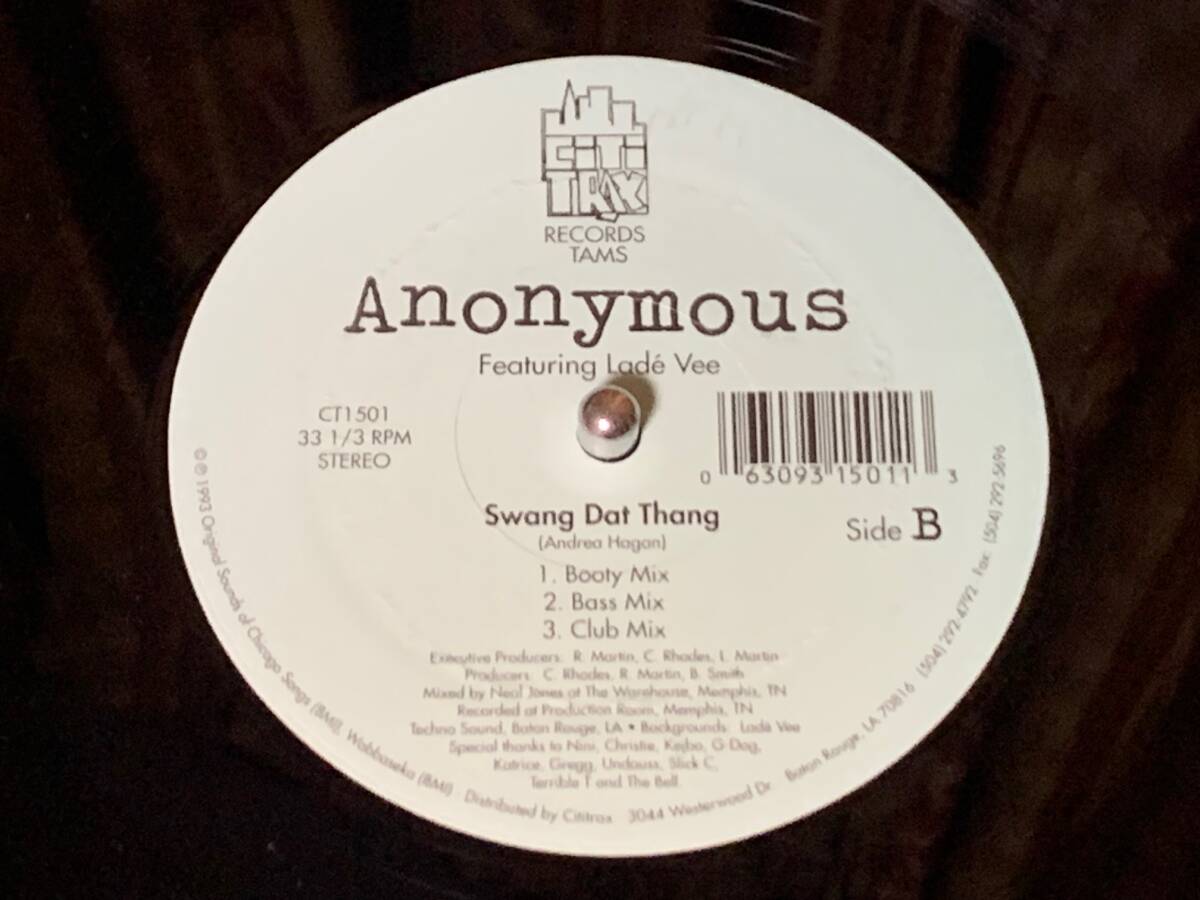 CITI
TRAX
RECORDS
TAMS
Anonymous
Featuring Ladé Vee
CT1501
33 1/3 RPM
STEREO
0 63093 15011 3
Swang Dat Thang
(Andrea Hogan)
Side B
1. Booty Mix
2. Bass Mix
3. Club Mix
Executive Producers: R. Martin, C. Rhodes, L. Martin
Producers: C. Rhodes, R. Martin, B. Smith
Mixed by Neal Jones at The Warehouse, Memphis, TN
Recorded at Production Room, Memphis, TN
Techno Sound, Baton Rouge, LA • Backgrounds: Ladé Vee
Special thanks to Nini, Christie, Kejba, G Dog,
Katrice, Gregg, Undauss, Slick C,
Terrible T and The Bell
©℗ 1993 Original Sounds of Chicago Songs (BMI), Wabbaseka (BMI) Distributed by Cititrax 3044 Westerwood Dr. Baton Rouge, LA 70816 (504) 292-4792 Fax: (504) 292-5696